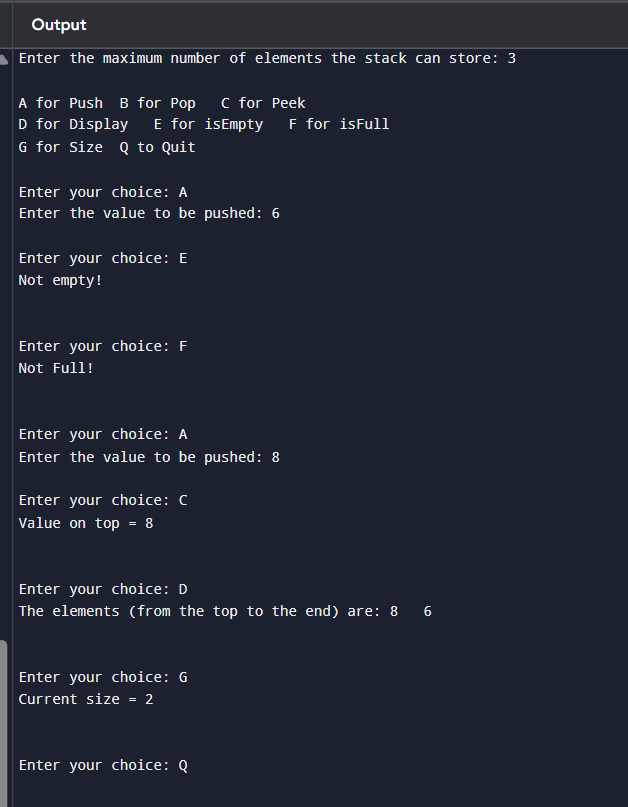 Output
Enter the maximum number of elements the stack can store: 3
A for Push  B for Pop   C for Peek
D for Display   E for isEmpty   F for isFull
G for Size  Q to Quit
Enter your choice: A
Enter the value to be pushed: 6
Enter your choice: E
Not empty!
Enter your choice: F
Not Full!
Enter your choice: A
Enter the value to be pushed: 8
Enter your choice: C
Value on top = 8
Enter your choice: D
The elements (from the top to the end) are: 8   6
Enter your choice: G
Current size = 2
Enter your choice: Q